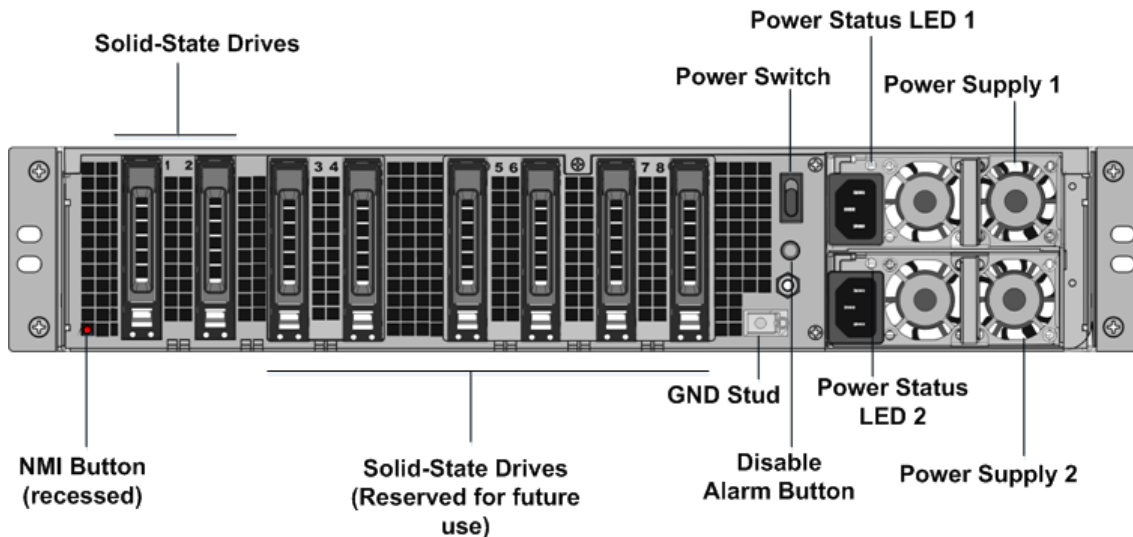 Power Status LED 1
Solid-State Drives
Power Switch
Power Supply 1
1 2 3 4 5 6 7 8
GND Stud
Power Status
LED 2
NMI Button
(recessed)
Solid-State Drives
(Reserved for future
use)
Disable
Alarm Button
Power Supply 2